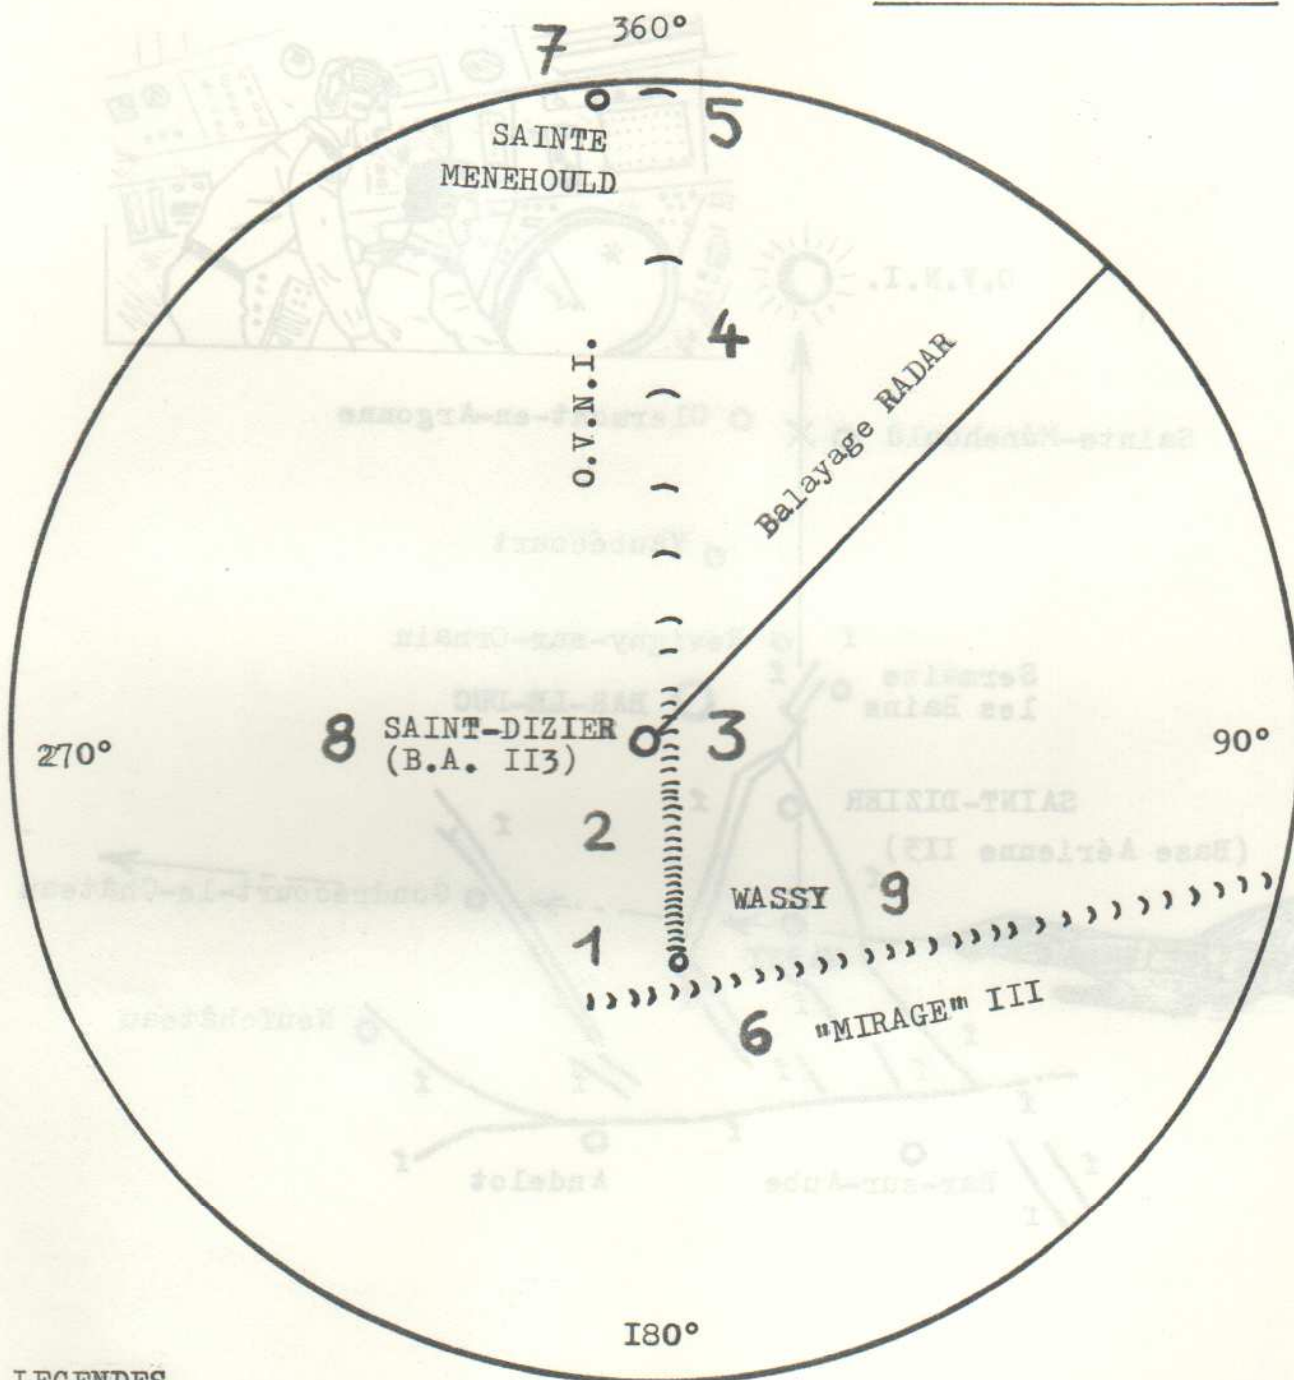 7 360°
5
SAINTE
MENEHOULD
4
O.V.N.I.
Balayage RADAR
8 SAINT-DIZIER 3
(B.A. II3)
270°
90°
2
WASSY 9
1
6 "MIRAGE" III
I80°
LEGENDES